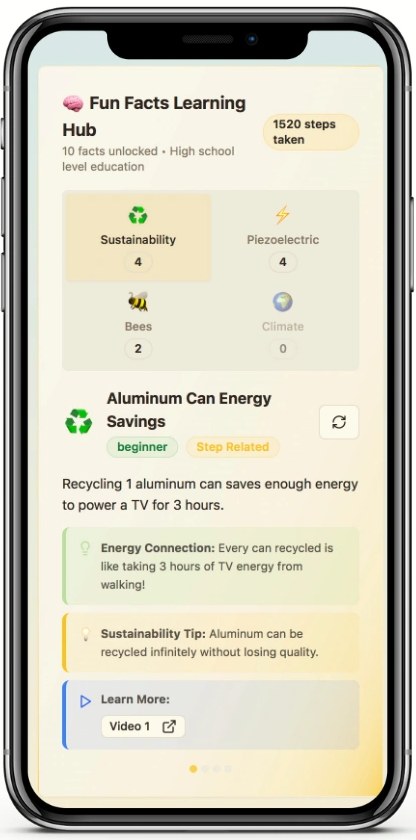 🧠 Fun Facts Learning
Hub
1520 steps
taken
10 facts unlocked • High school
level education
Sustainability
4
Piezoelectric
4
Bees
2
Climate
0
Aluminum Can Energy
Savings
beginner
Step Related
Recycling 1 aluminum can saves enough energy
to power a TV for 3 hours.
Energy Connection: Every can recycled is
like taking 3 hours of TV energy from
walking!
Sustainability Tip: Aluminum can be
recycled infinitely without losing quality.
Learn More:
Video 1